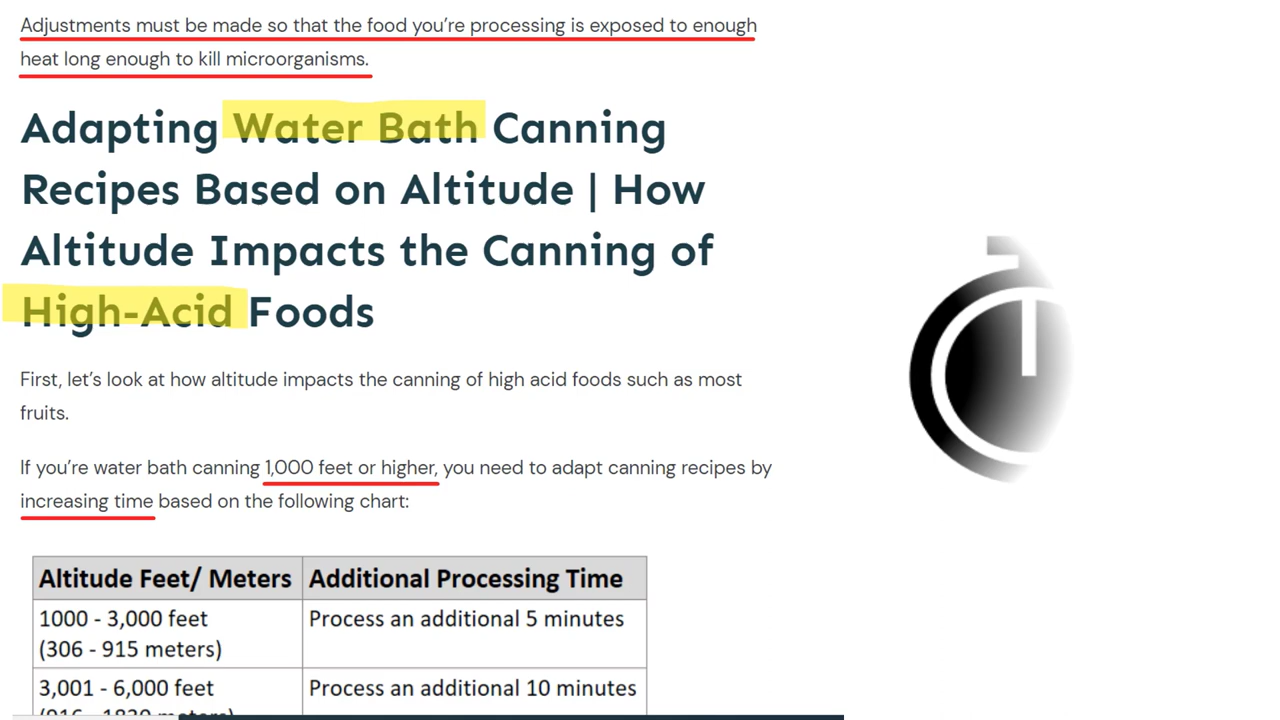 Adjustments must be made so that the food you're processing is exposed to enough
heat long enough to kill microorganisms.
Adapting Water Bath Canning
Recipes Based on Altitude | How
Altitude Impacts the Canning of
High-Acid Foods
First, let's look at how altitude impacts the canning of high acid foods such as most
fruits.
If you're water bath canning 1,000 feet or higher, you need to adapt canning recipes by
increasing time based on the following chart:
Altitude Feet/ Meters Additional Processing Time
1000 - 3,000 feet Process an additional 5 minutes
(306 - 915 meters)
3,001 - 6,000 feet Process an additional 10 minutes